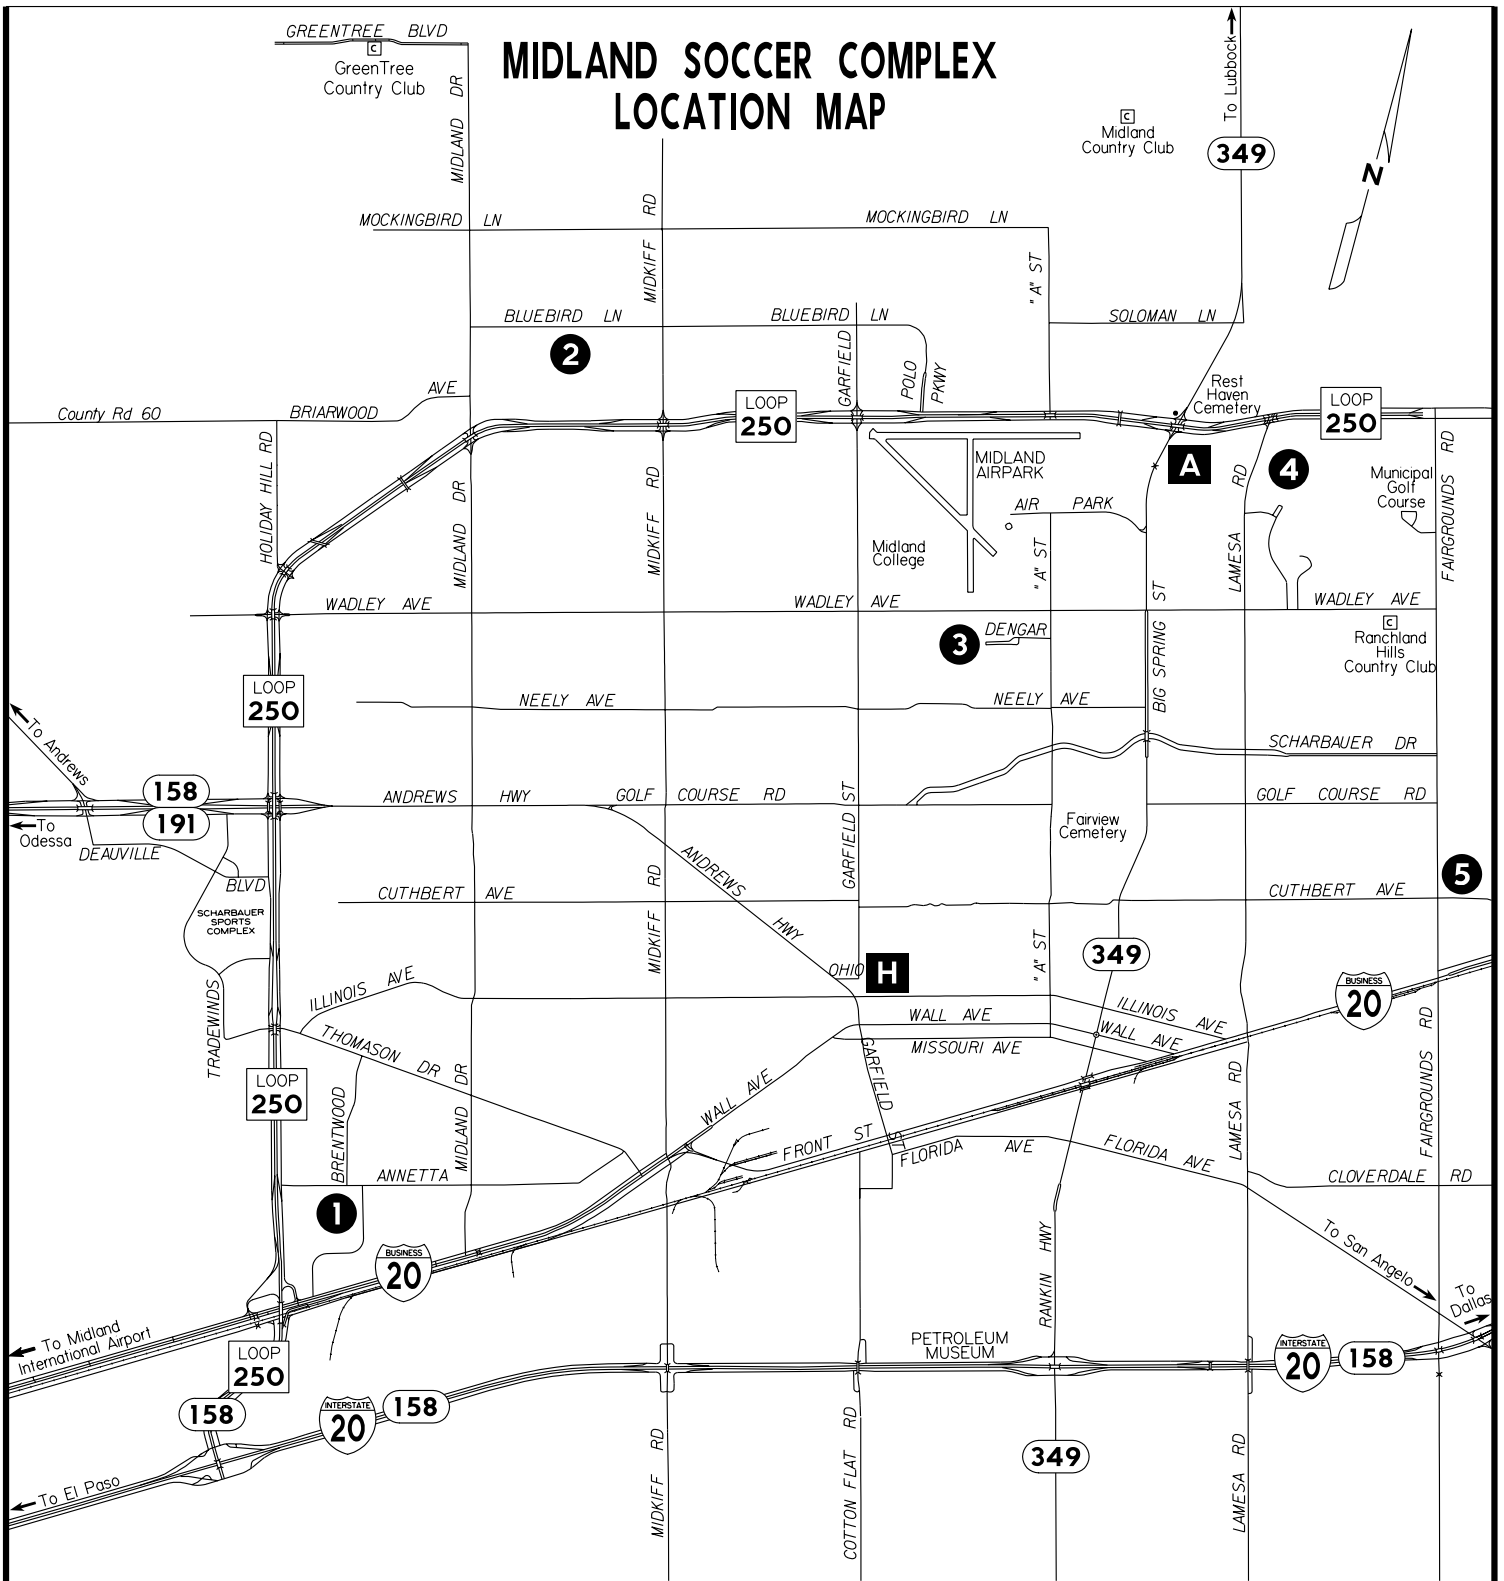 MIDLAND SOCCER COMPLEX
LOCATION MAP
GREENTREE BLVD
C
GreenTree
Country Club
MIDLAND DR
To Lubbock
C
Midland
Country Club
349
N
MOCKINGBIRD LN
MIDKIFF RD
MOCKINGBIRD LN
"A" ST
BLUEBIRD LN
2
BLUEBIRD LN
GARFIELD
POLO PKWY
SOLOMAN LN
County Rd 60
BRIARWOOD AVE
LOOP
250
Rest
Haven
Cemetery
LOOP
250
HOLIDAY HILL RD
MIDLAND DR
MIDKIFF RD
MIDLAND
AIRPARK
A
LAMESA RD
4
Municipal
Golf
Course
FAIRGROUNDS RD
AIR PARK
Midland
College
"A" ST
WADLEY AVE
WADLEY AVE
BIG SPRING ST
WADLEY AVE
3
DENGAR
C
Ranchland
Hills
Country Club
LOOP
250
NEELY AVE
NEELY AVE
To Andrews
SCHARBAUER DR
158
191
To
Odessa
ANDREWS HWY
GOLF COURSE RD
GARFIELD ST
GOLF COURSE RD
Fairview
Cemetery
DEAUVILLE BLVD
ANDREWS HWY
CUTHBERT AVE
MIDKIFF RD
CUTHBERT AVE
5
SCHARBAUER
SPORTS
COMPLEX
349
"A" ST
OHIO
H
TRADEWINDS
ILLINOIS AVE
BUSINESS
20
ILLINOIS AVE
WALL AVE
WALL AVE
MISSOURI AVE
THOMASON DR
GARFIELD ST
FAIRGROUNDS RD
LOOP
250
BRENTWOOD
MIDLAND DR
WALL AVE
FRONT ST
FLORIDA AVE
FLORIDA AVE
LAMESA RD
ANNETTA
CLOVERDALE RD
1
BUSINESS
20
RANKIN HWY
To San Angelo
To
Dallas
To Midland
International Airport
LOOP
250
PETROLEUM
MUSEUM
INTERSTATE
20
158
158
INTERSTATE
20
158
To El Paso
MIDKIFF RD
COTTON FLAT RD
349
LAMESA RD